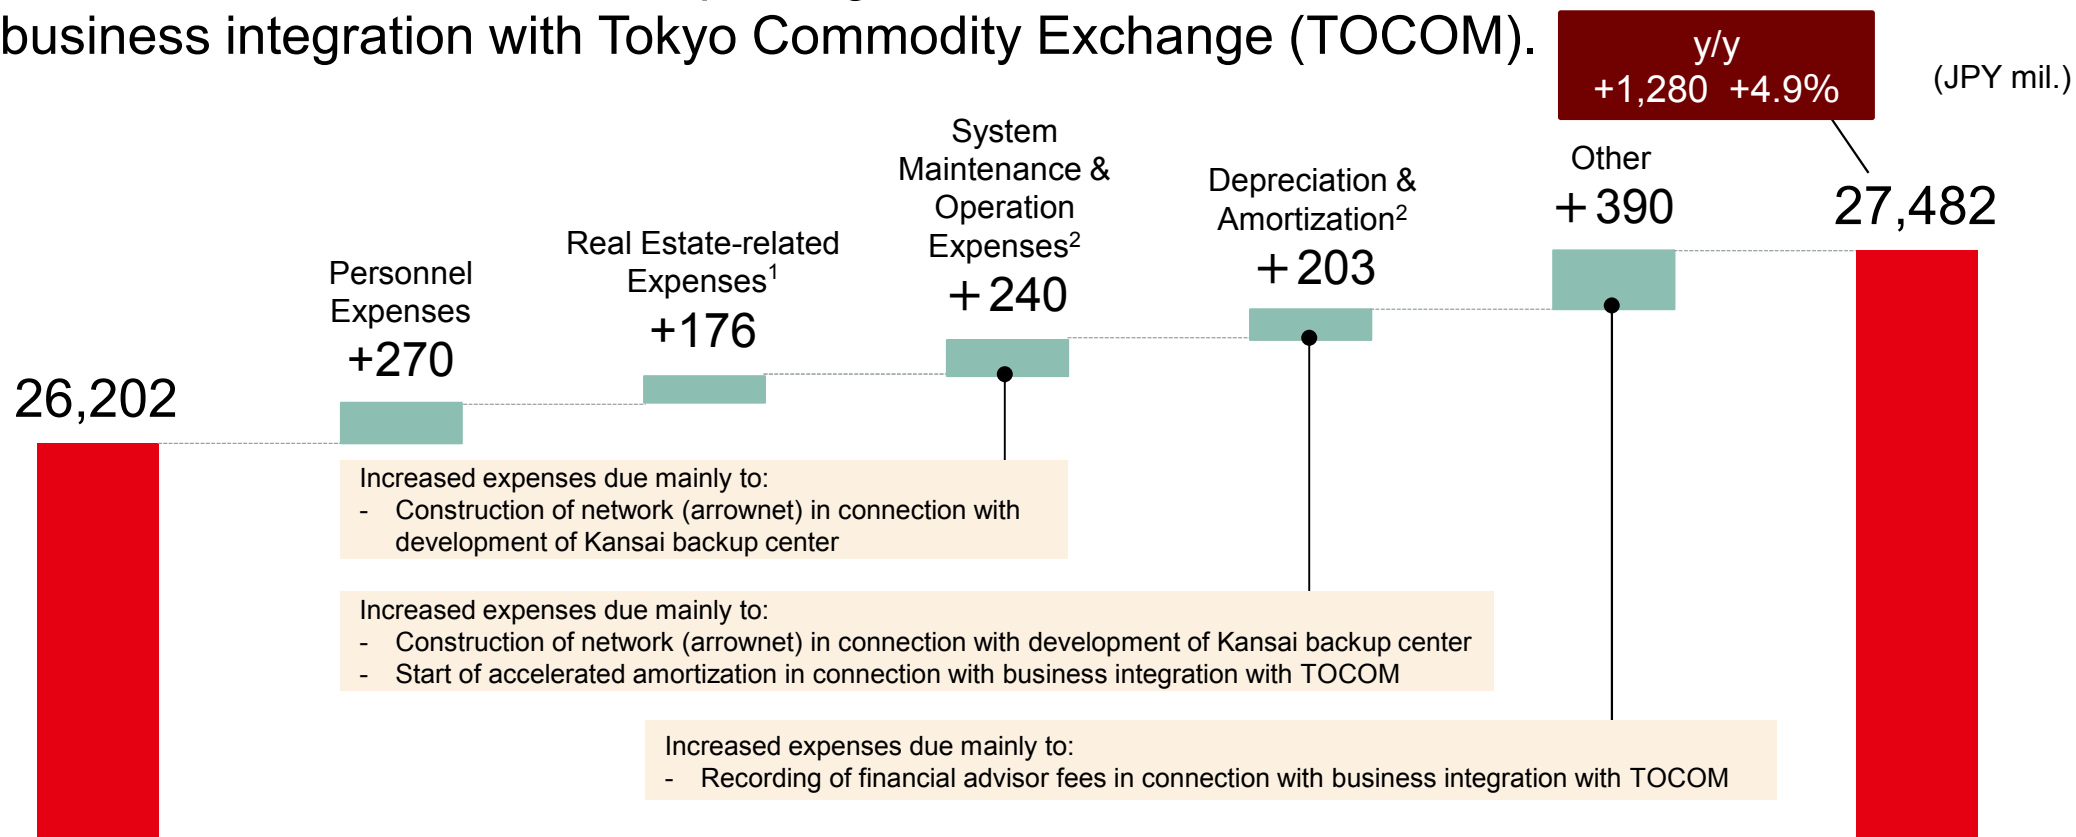 business integration with Tokyo Commodity Exchange (TOCOM).
y/y
+1,280 +4.9%
(JPY mil.)
26,202
Personnel
Expenses
+270
Real Estate-related
Expenses1
+176
System
Maintenance &
Operation
Expenses2
＋240
Depreciation &
Amortization2
＋203
Other
＋390
27,482
Increased expenses due mainly to:
- Construction of network (arrownet) in connection with
development of Kansai backup center
Increased expenses due mainly to:
- Construction of network (arrownet) in connection with development of Kansai backup center
- Start of accelerated amortization in connection with business integration with TOCOM
Increased expenses due mainly to:
- Recording of financial advisor fees in connection with business integration with TOCOM